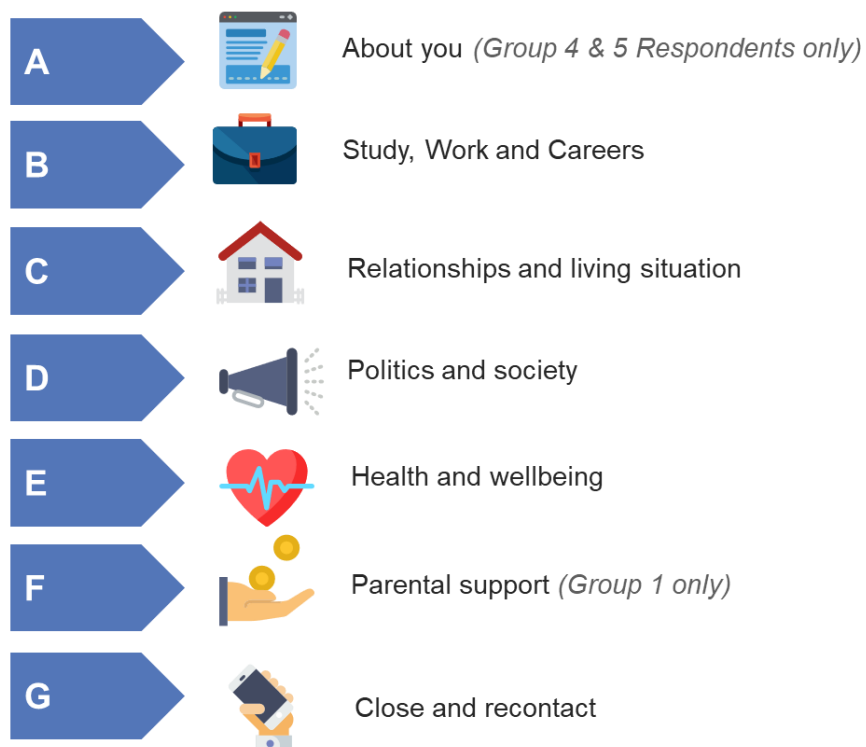 A
About you (Group 4 & 5 Respondents only)
B
Study, Work and Careers
C
Relationships and living situation
D
Politics and society
E
Health and wellbeing
F
Parental support (Group 1 only)
G
Close and recontact